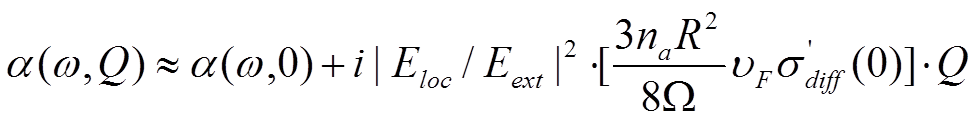 α(ω,Q) ≈ α(ω,0) + i | E_loc / E_ext |² ·[ (3n_a R²) / (8Ω) υ_F σ'_diff (0)]· Q